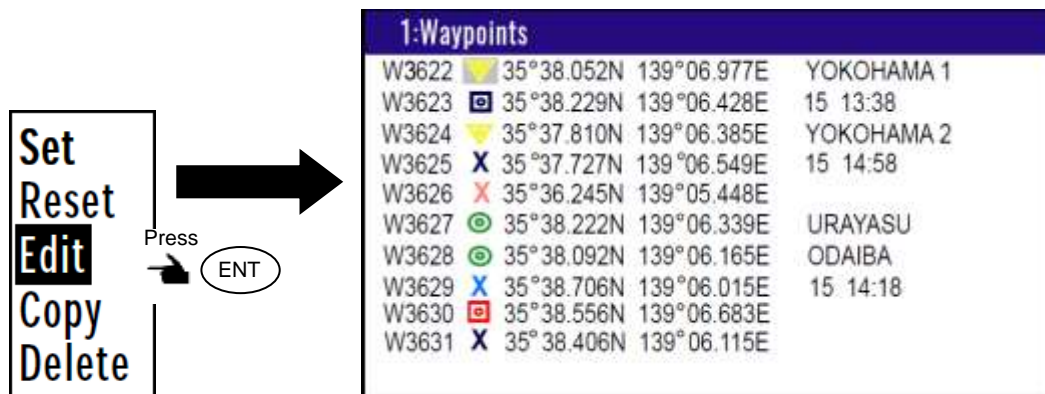 Set
Reset
Edit
Copy
Delete
Press
ENT
1:Waypoints
W3622 35°38.052N 139°06.977E YOKOHAMA 1
W3623 35°38.229N 139°06.428E 15 13:38
W3624 35°37.810N 139°06.385E YOKOHAMA 2
W3625 X 35°37.727N 139°06.549E 15 14:58
W3626 X 35°36.245N 139°05.448E
W3627 35°38.222N 139°06.339E URAYASU
W3628 35°38.092N 139°06.165E ODAIBA
W3629 X 35°38.706N 139°06.015E 15 14:18
W3630 35°38.556N 139°06.683E
W3631 X 35°38.406N 139°06.115E